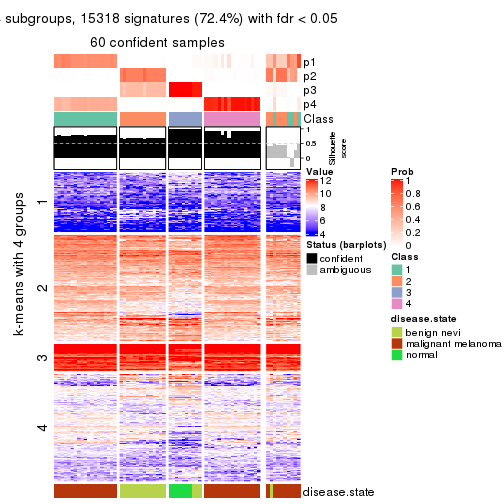 subgroups, 15318 signatures (72.4%) with fdr < 0.05
60 confident samples
p1
p2
p3
p4
Class
1
0.5
0
Silhouette
score
k-means with 4 groups
1
2
3
4
disease.state
Value
12
10
8
6
4
Status (barplots)
confident
ambiguous
Prob
1
0.8
0.6
0.4
0.2
0
Class
1
2
3
4
disease.state
benign nevi
malignant melanoma
normal